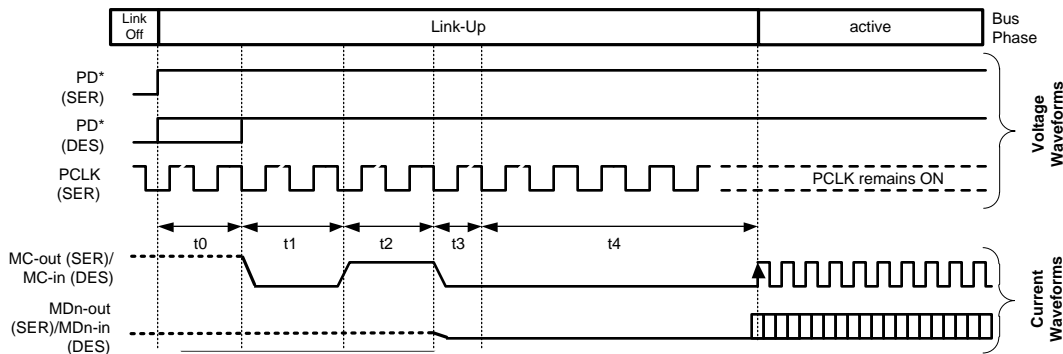 Link
Off
Link-Up
active
Bus
Phase
PD*
(SER)
PD*
(DES)
PCLK
(SER)
PCLK remains ON
Voltage
Waveforms
t0
t1
t2
t3
t4
MC-out (SER)/
MC-in (DES)
MDn-out
(SER)/MDn-in
(DES)
Current
Waveforms